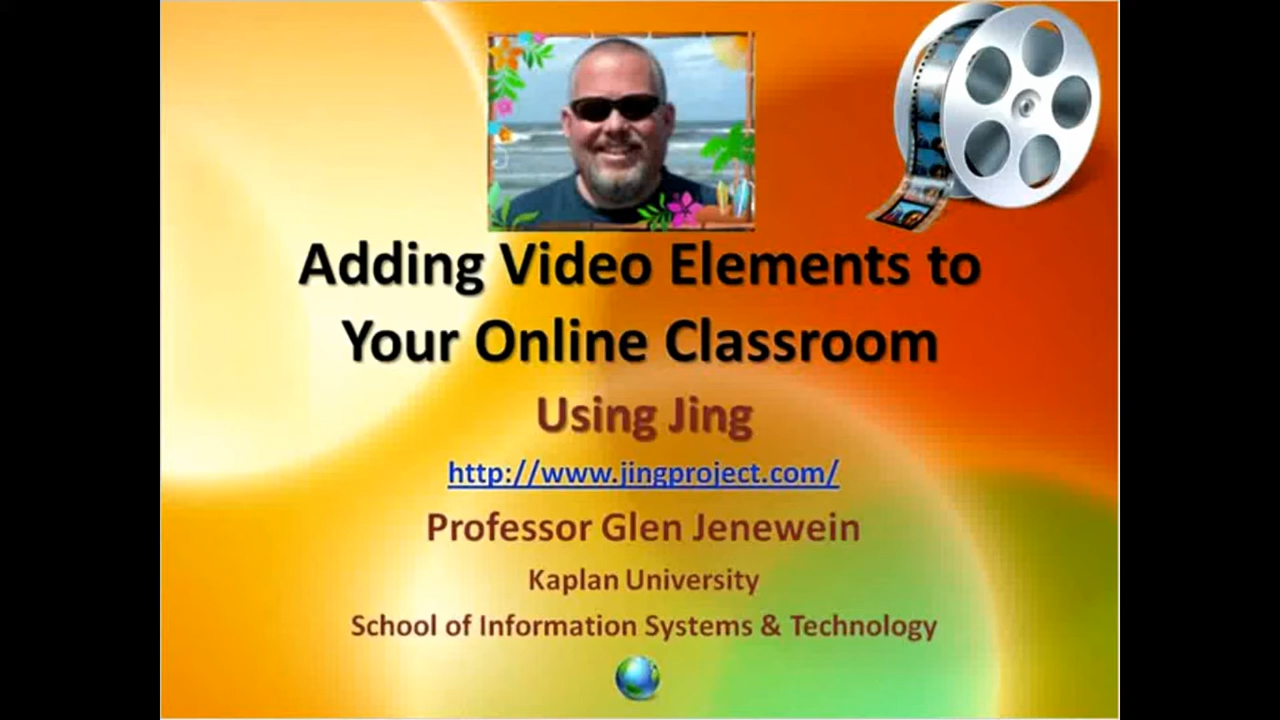 Adding Video Elements to
Your Online Classroom
Using Jing
http://www.jingproject.com/
Professor Glen Jenewein
Kaplan University
School of Information Systems & Technology